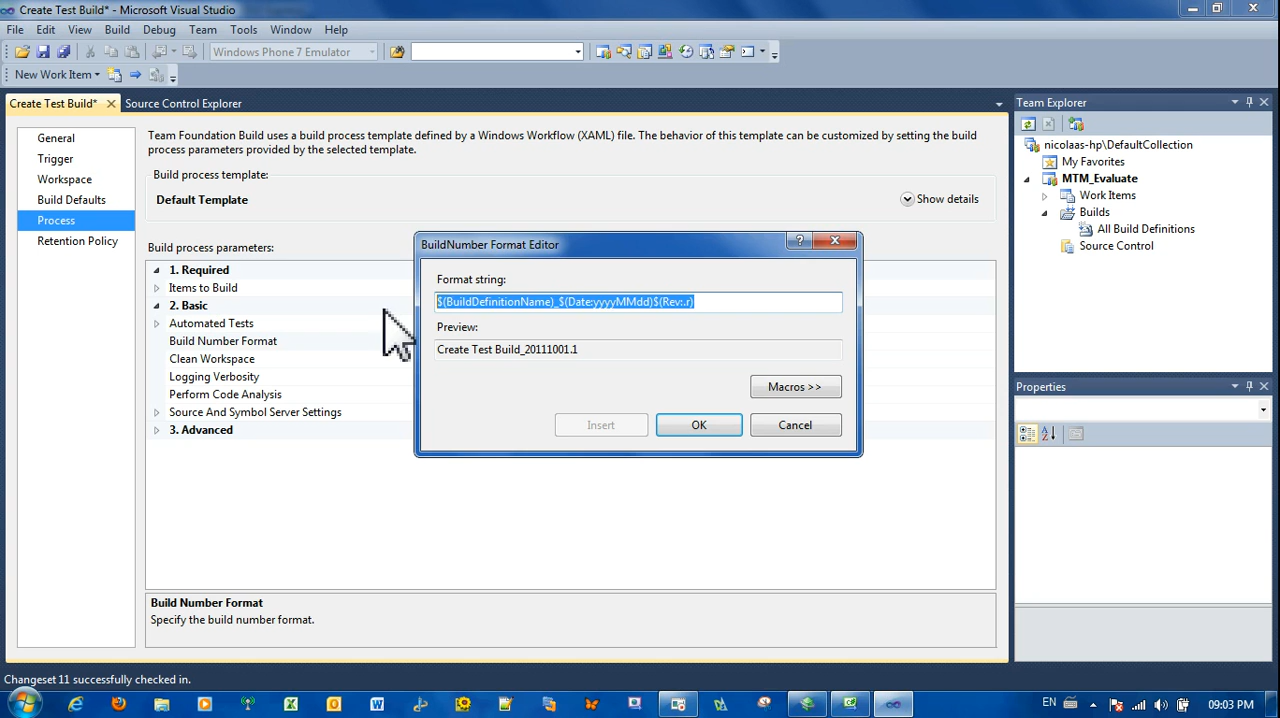 Create Test Build* - Microsoft Visual Studio
File Edit View Build Debug Team Tools Window Help
Windows Phone 7 Emulator
New Work Item
Create Test Build* Source Control Explorer
General
Trigger
Workspace
Build Defaults
Process
Retention Policy
Team Foundation Build uses a build process template defined by a Windows Workflow (XAML) file. The behavior of this template can be customized by setting the build
process parameters provided by the selected template.
Build process template:
Default Template
Show details
Build process parameters:
1. Required
Items to Build
2. Basic
Automated Tests
Build Number Format
Clean Workspace
Logging Verbosity
Perform Code Analysis
Source And Symbol Server Settings
3. Advanced
Build Number Format
Specify the build number format.
BuildNumber Format Editor
Format string:
$(BuildDefinitionName)_$(Date:yyyyMMdd)$(Rev:.r)
Preview:
Create Test Build_20111001.1
Macros >>
Insert OK Cancel
Team Explorer
nicolaas-hp\DefaultCollection
My Favorites
MTM_Evaluate
Work Items
Builds
All Build Definitions
Source Control
Properties
Changeset 11 successfully checked in.
EN 09:03 PM